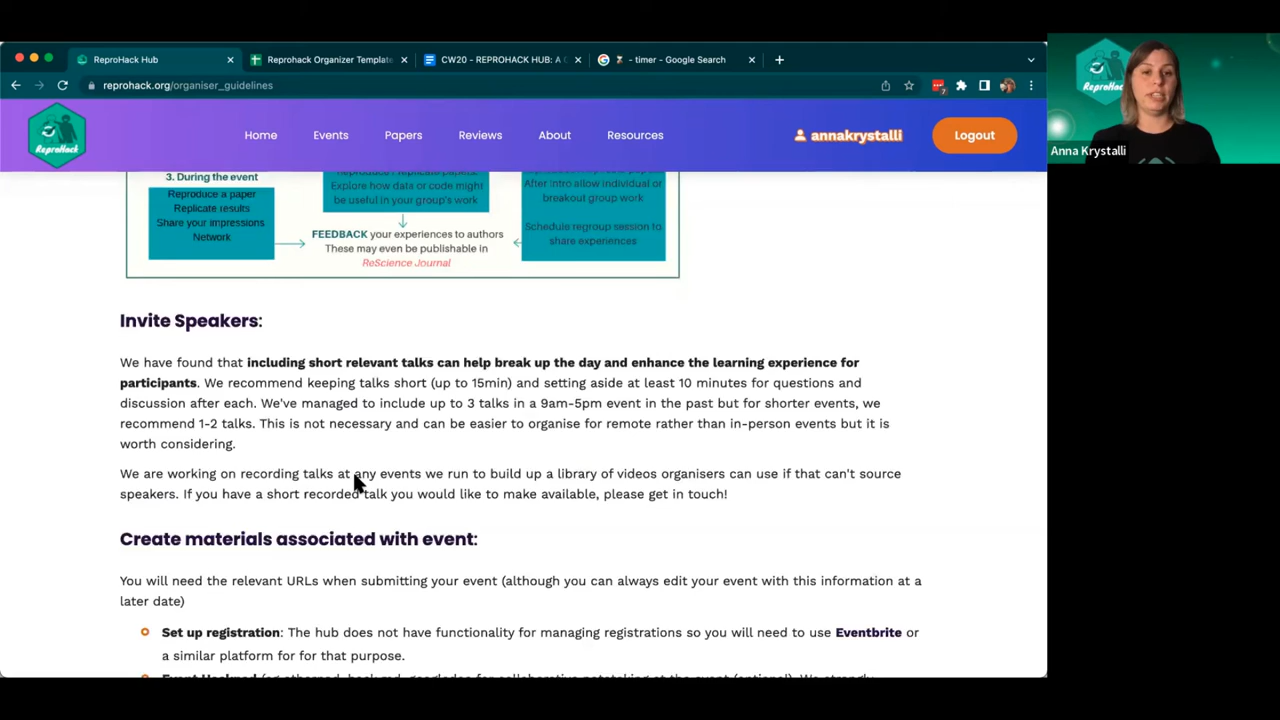 ReproHack Hub
Reprohack Organizer Template
CW20 - REPROHACK HUB: A C
- timer - Google Search
reprohack.org/organiser_guidelines
ReproHack
Home
Events
Papers
Reviews
About
Resources
annakrystalli
Logout
Anna Krystalli
3. During the event
Reproduce a paper
Replicate results
Share your impressions
Network
Explore how data or code might
be useful in your group's work
FEEDBACK your experiences to authors
These may even be publishable in
ReScience Journal
After intro allow individual or
breakout group work
Schedule regroup session to
share experiences
Invite Speakers:
We have found that including short relevant talks can help break up the day and enhance the learning experience for
participants. We recommend keeping talks short (up to 15min) and setting aside at least 10 minutes for questions and
discussion after each. We've managed to include up to 3 talks in a 9am-5pm event in the past but for shorter events, we
recommend 1-2 talks. This is not necessary and can be easier to organise for remote rather than in-person events but it is
worth considering.
We are working on recording talks at any events we run to build up a library of videos organisers can use if that can't source
speakers. If you have a short recorded talk you would like to make available, please get in touch!
Create materials associated with event:
You will need the relevant URLs when submitting your event (although you can always edit your event with this information at a
later date)
Set up registration: The hub does not have functionality for managing registrations so you will need to use Eventbrite or
a similar platform for for that purpose.